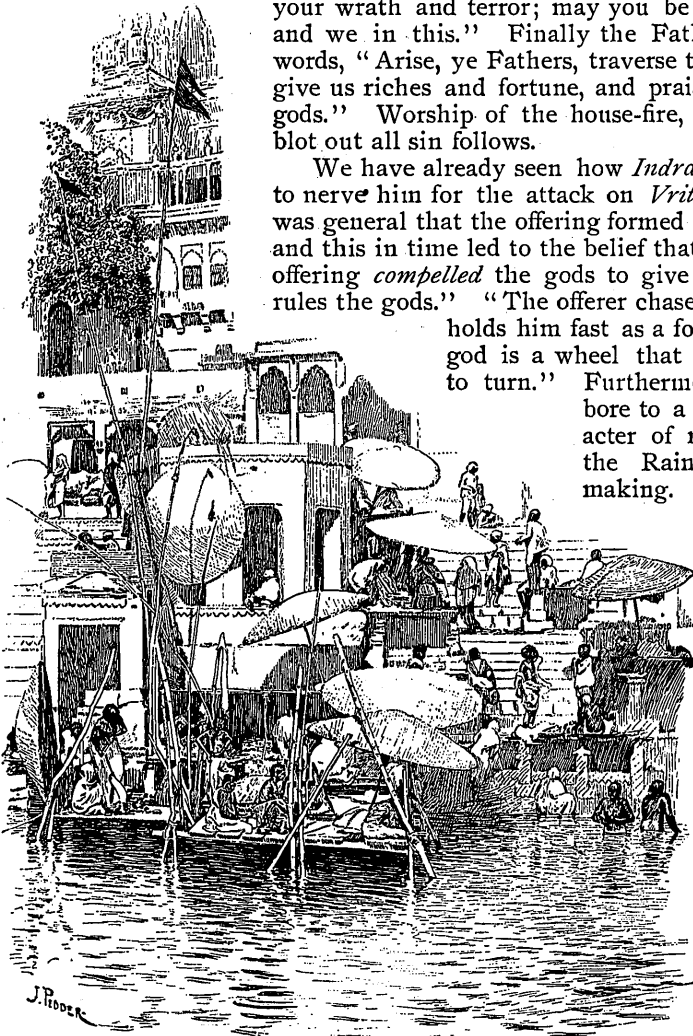 your wrath and terror; may you be
and we in this.” Finally the Fat
words, “Arise, ye Fathers, traverse t
give us riches and fortune, and prai
gods.” Worship of the house-fire,
blot out all sin follows.
We have already seen how Indra
to nerve him for the attack on Vrit
was general that the offering formed
and this in time led to the belief that
offering compelled the gods to give
rules the gods.” “The offerer chase
holds him fast as a fo
god is a wheel that
to turn.” Furtherm
bore to a
acter of
the Rain
making.
J. PEDDER